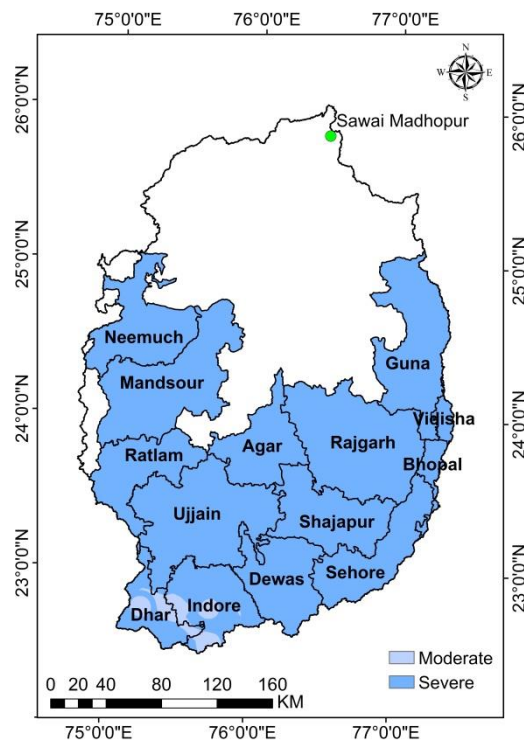 75°0'0"E 76°0'0"E 77°0'0"E
N
W E
S
26°0'0"N 26°0'0"N
Sawai Madhopur
25°0'0"N 25°0'0"N
Neemuch
Guna
Mandsour
24°0'0"N 24°0'0"N
Vidisha
Ratlam Agar Rajgarh
Bhopal
Ujjain Shajapur
23°0'0"N 23°0'0"N
Dewas Sehore
Dhar Indore
Moderate
0 20 40 80 120 160
KM
Severe
75°0'0"E 76°0'0"E 77°0'0"E